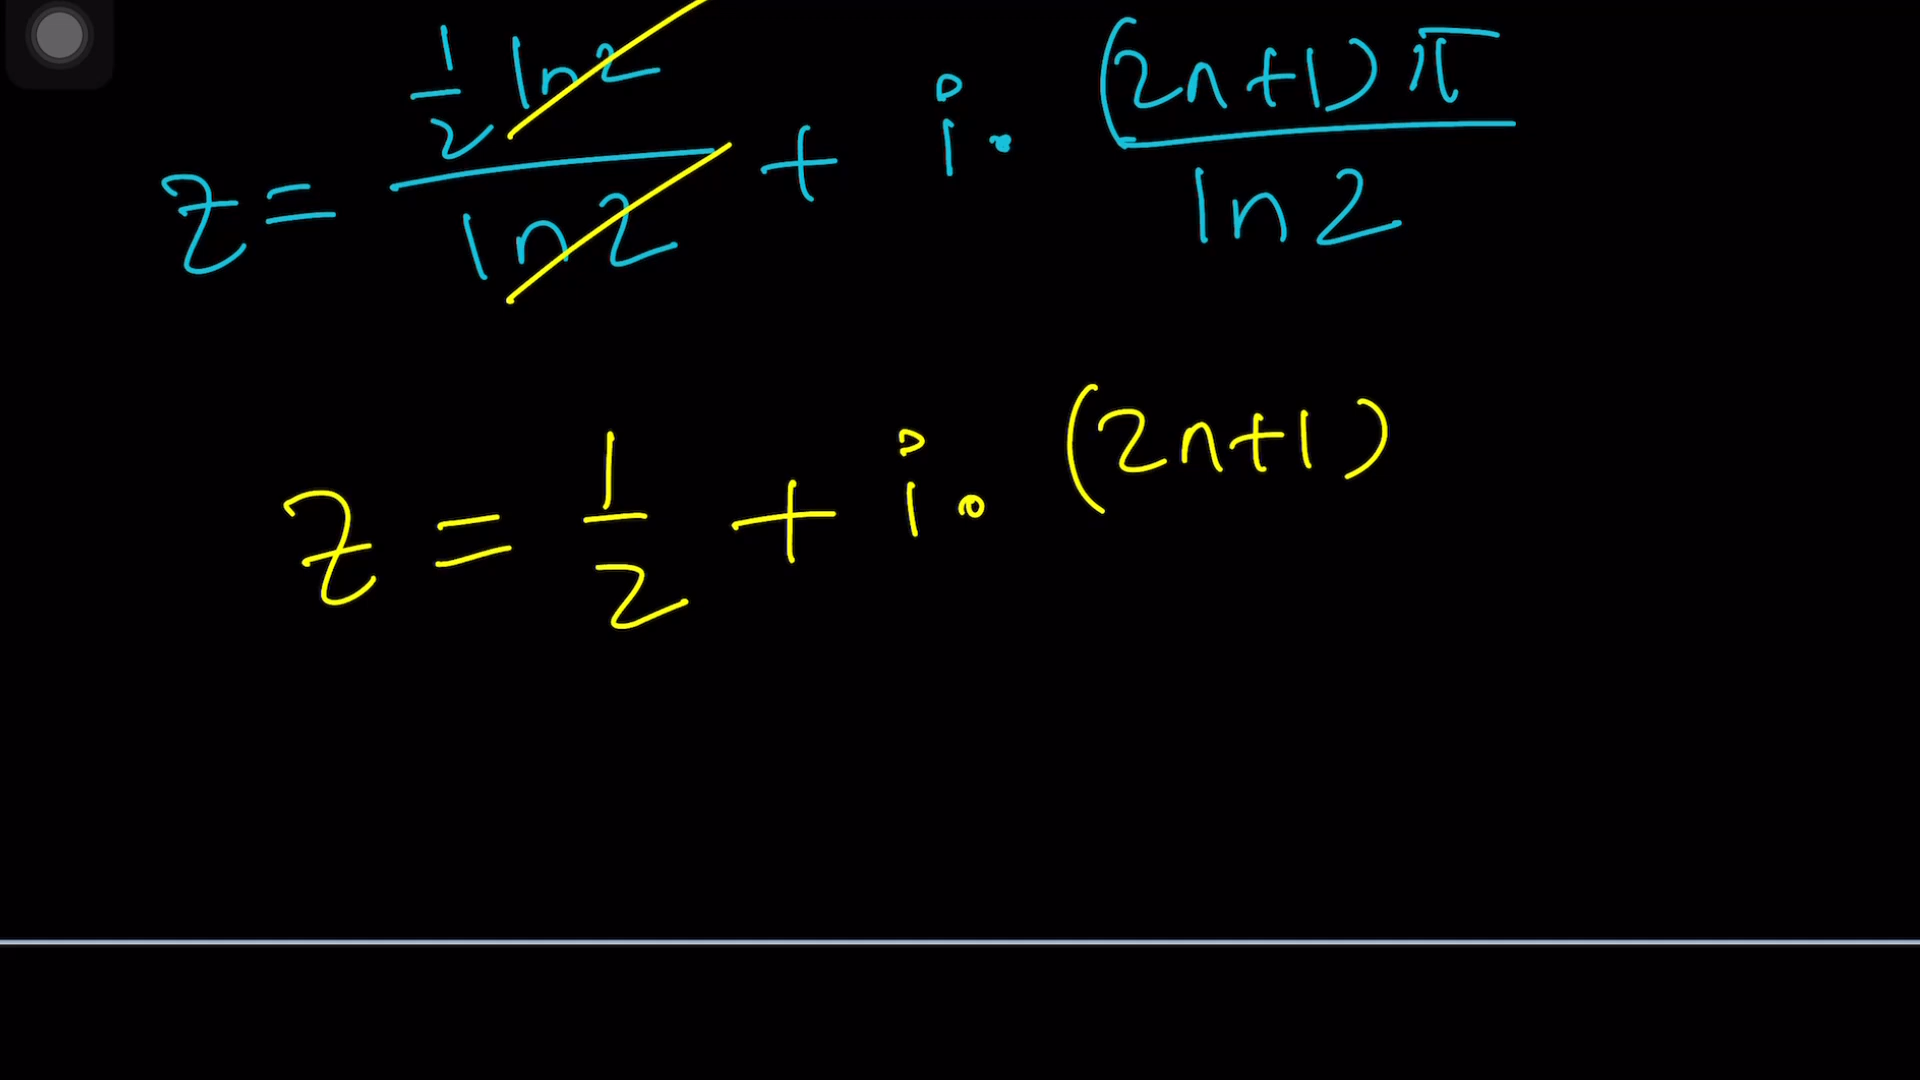 z = (1/2 ln2)/(ln2) + i · ((2n+1)π)/(ln2)
z = 1/2 + i · (2n+1)